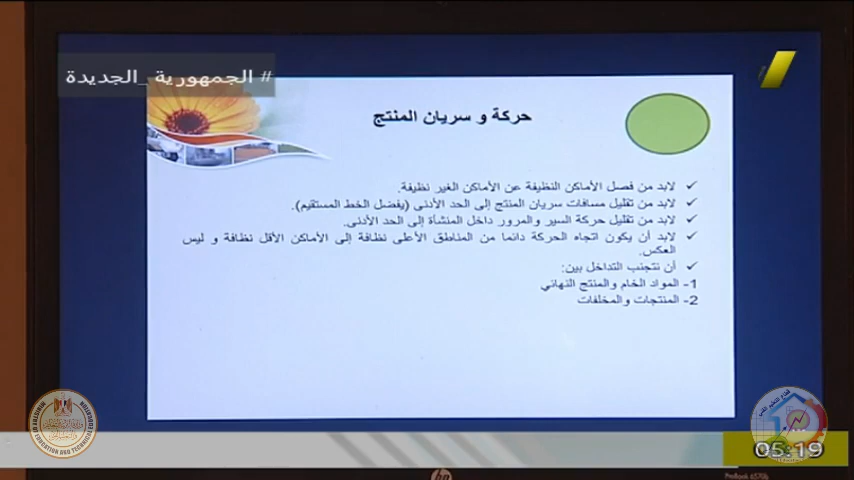 # الجمهورية_الجديدة
حركة و سريان المنتج
✓ لابد من فصل الأماكن النظيفة عن الأماكن الغير نظيفة.
✓ لابد من تقليل مسافات سريان المنتج إلى الحد الأدنى (يفضل الخط المستقيم).
✓ لابد من تقليل حركة السير والمرور داخل المنشأة إلى الحد الأدنى.
✓ لابد أن يكون اتجاه الحركة دائما من المناطق الأعلى نظافة إلى الأماكن الأقل نظافة و ليس
العكس.
✓ أن نتجنب التداخل بين:
1- المواد الخام والمنتج النهائي
2- المنتجات والمخلفات
05:19
hp